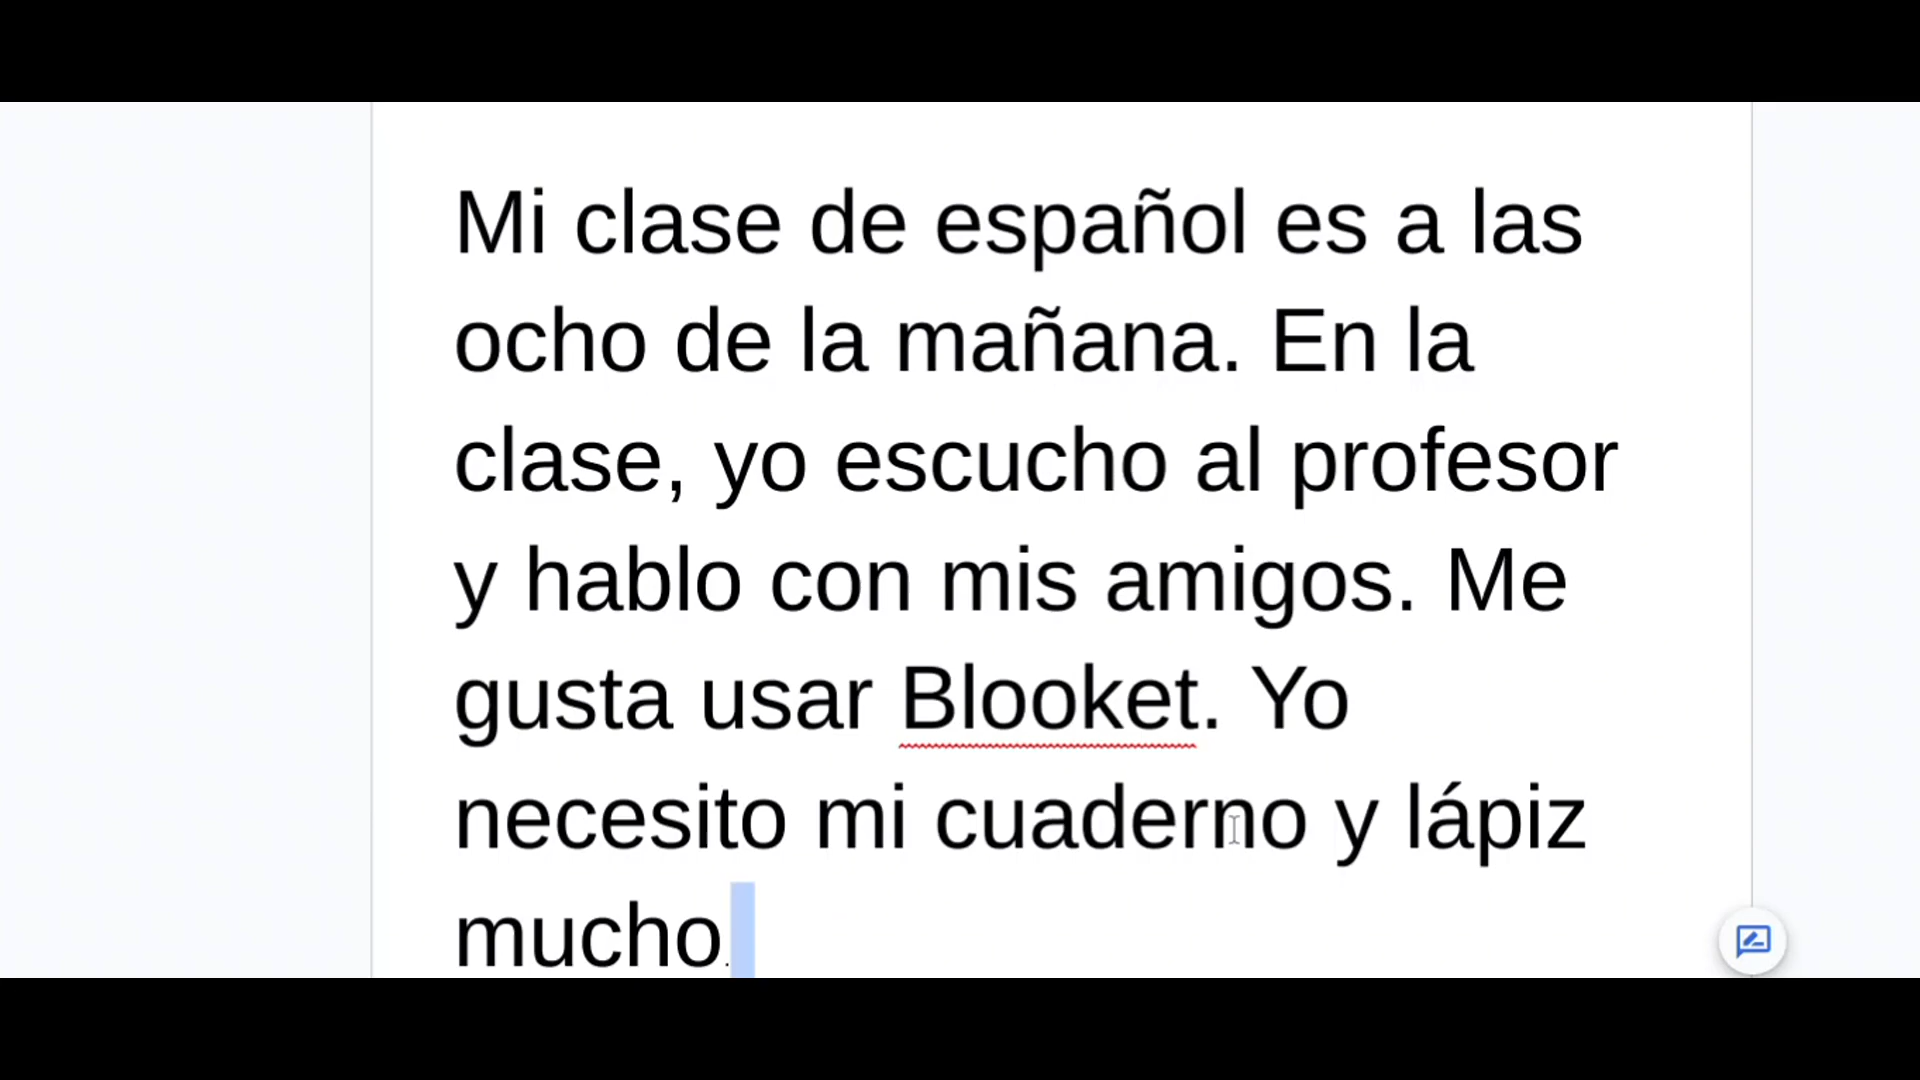 Mi clase de español es a las
ocho de la mañana. En la
clase, yo escucho al profesor
y hablo con mis amigos. Me
gusta usar Blooket. Yo
necesito mi cuaderno y lápiz
mucho.